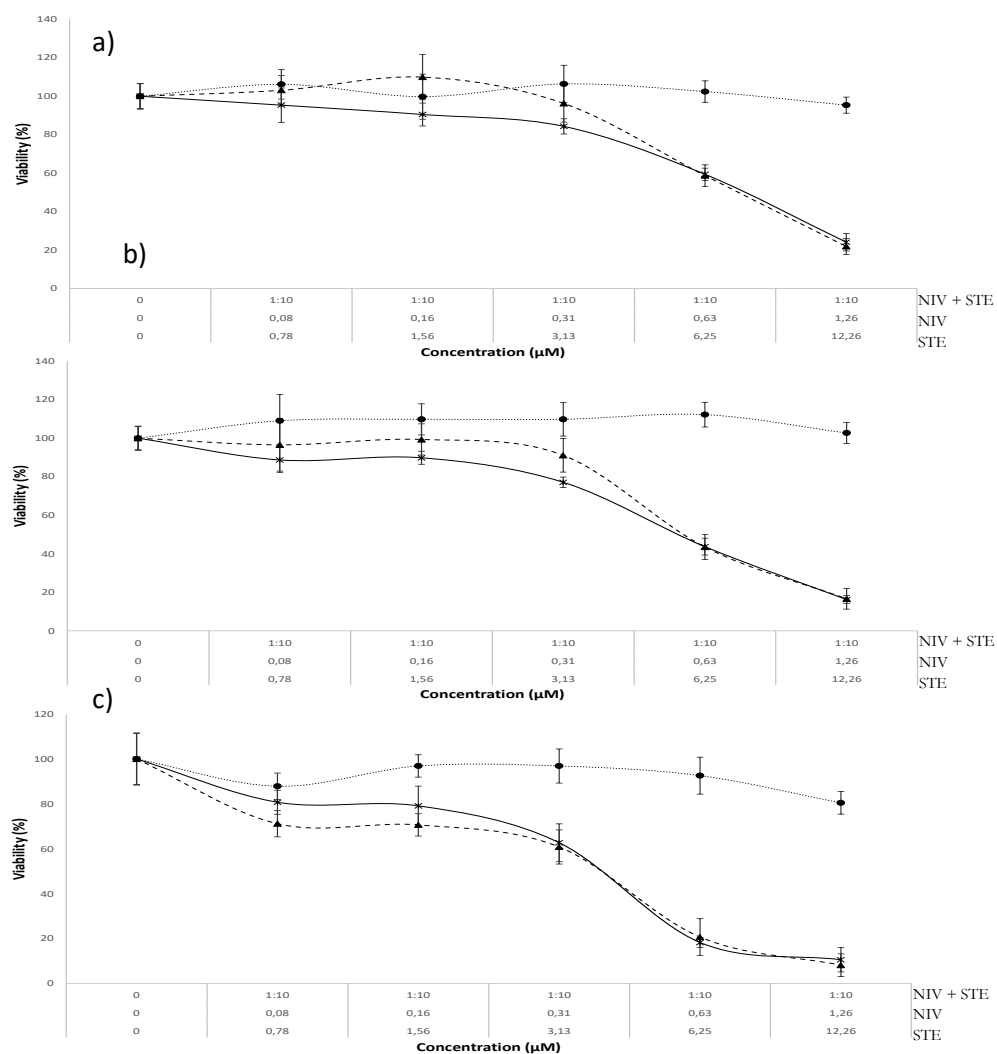 a)
140
120
100
80
60
40
20
0
Viability (%)
0 1:10 1:10 1:10 1:10 1:10 NIV + STE
0 0,08 0,16 0,31 0,63 1,26 NIV
0 0,78 1,56 3,13 6,25 12,26 STE
Concentration (µM)
b)
140
120
100
80
60
40
20
0
Viability (%)
0 1:10 1:10 1:10 1:10 1:10 NIV + STE
0 0,08 0,16 0,31 0,63 1,26 NIV
0 0,78 1,56 3,13 6,25 12,26 STE
Concentration (µM)
c)
120
100
80
60
40
20
0
Viability (%)
0 1:10 1:10 1:10 1:10 1:10 NIV + STE
0 0,08 0,16 0,31 0,63 1,26 NIV
0 0,78 1,56 3,13 6,25 12,26 STE
Concentration (µM)